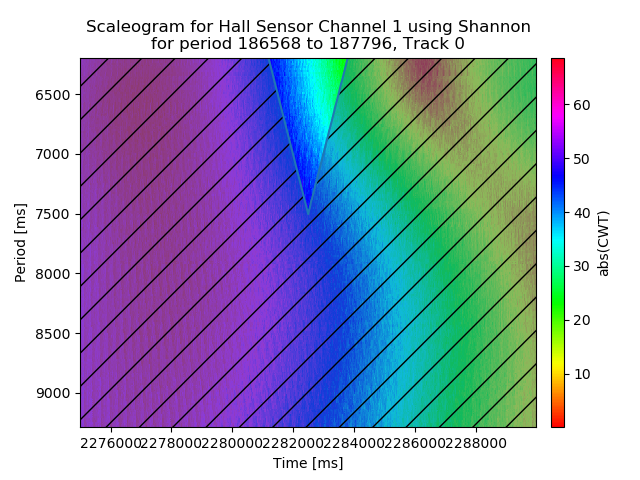 Scaleogram for Hall Sensor Channel 1 using Shannon
for period 186568 to 187796, Track 0
6500
7000
7500
8000
8500
9000
Period [ms]
2276000 2278000 2280000 2282000 2284000 2286000 2288000
Time [ms]
60
50
40
30
20
10
abs(CWT)